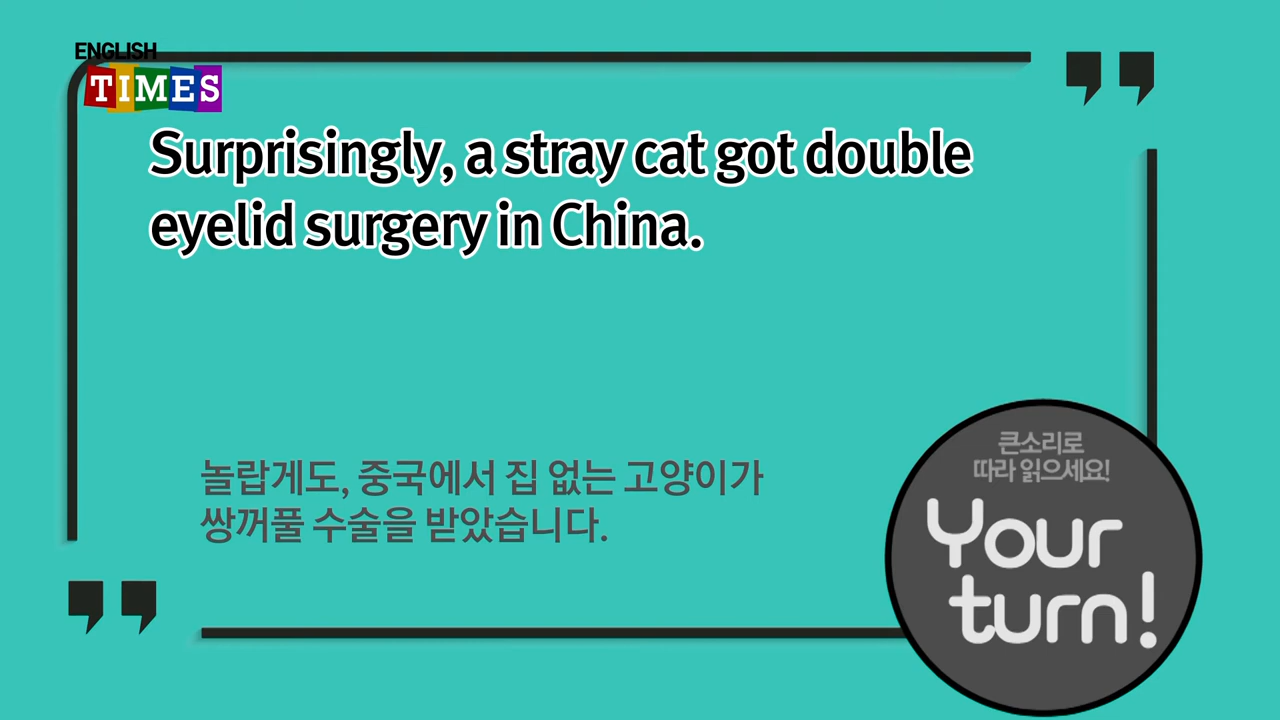 ENGLISH
TIMES
Surprisingly, a stray cat got double
eyelid surgery in China.
놀랍게도, 중국에서 집 없는 고양이가
쌍꺼풀 수술을 받았습니다.
큰소리로
따라 읽으세요!
Your
turn!